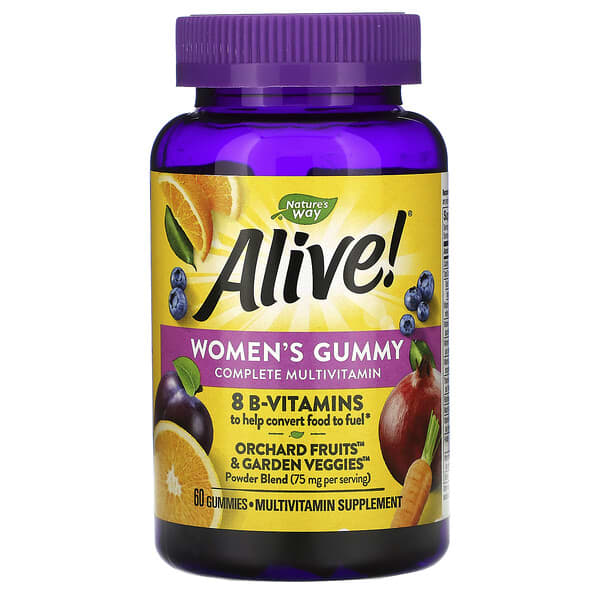 Nature's
Way
Alive!®
WOMEN'S GUMMY
COMPLETE MULTIVITAMIN
8 B-VITAMINS
to help convert food to fuel*
ORCHARD FRUITS™
& GARDEN VEGGIES™
Powder Blend (75 mg per serving)
60 GUMMIES • MULTIVITAMIN SUPPLEMENT